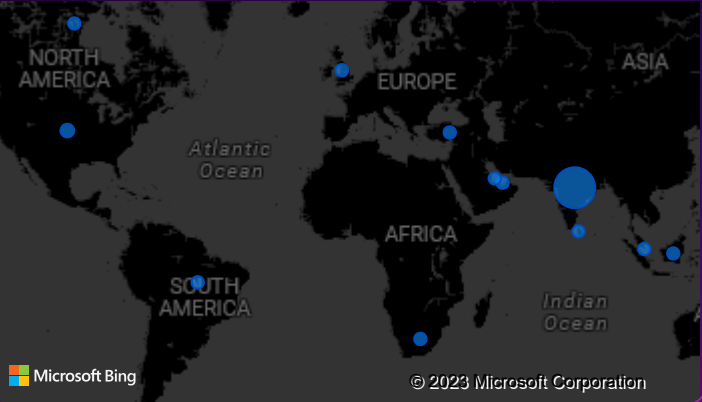 NORTH
AMERICA
EUROPE
ASIA
Atlantic
Ocean
AFRICA
SOUTH
AMERICA
Indian
Ocean
A
Microsoft Bing
© 2023 Microsoft Corporation